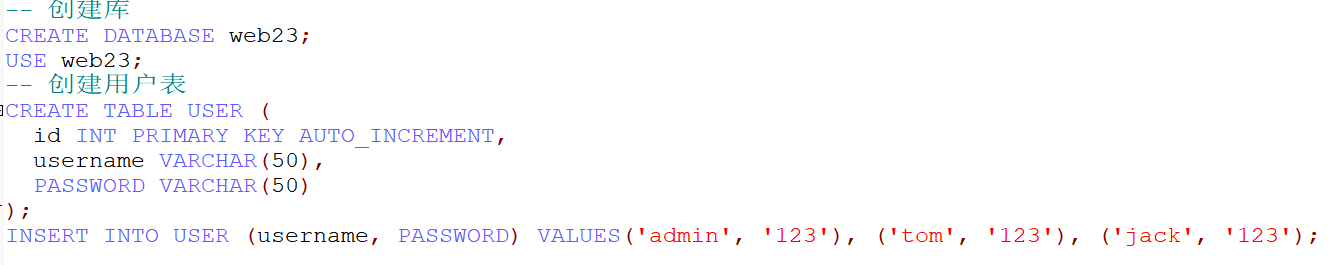 -- 创建库
CREATE DATABASE web23;
USE web23;
-- 创建用户表
CREATE TABLE USER (
  id INT PRIMARY KEY AUTO_INCREMENT,
  username VARCHAR(50),
  PASSWORD VARCHAR(50)
);
INSERT INTO USER (username, PASSWORD) VALUES('admin', '123'), ('tom', '123'), ('jack', '123');